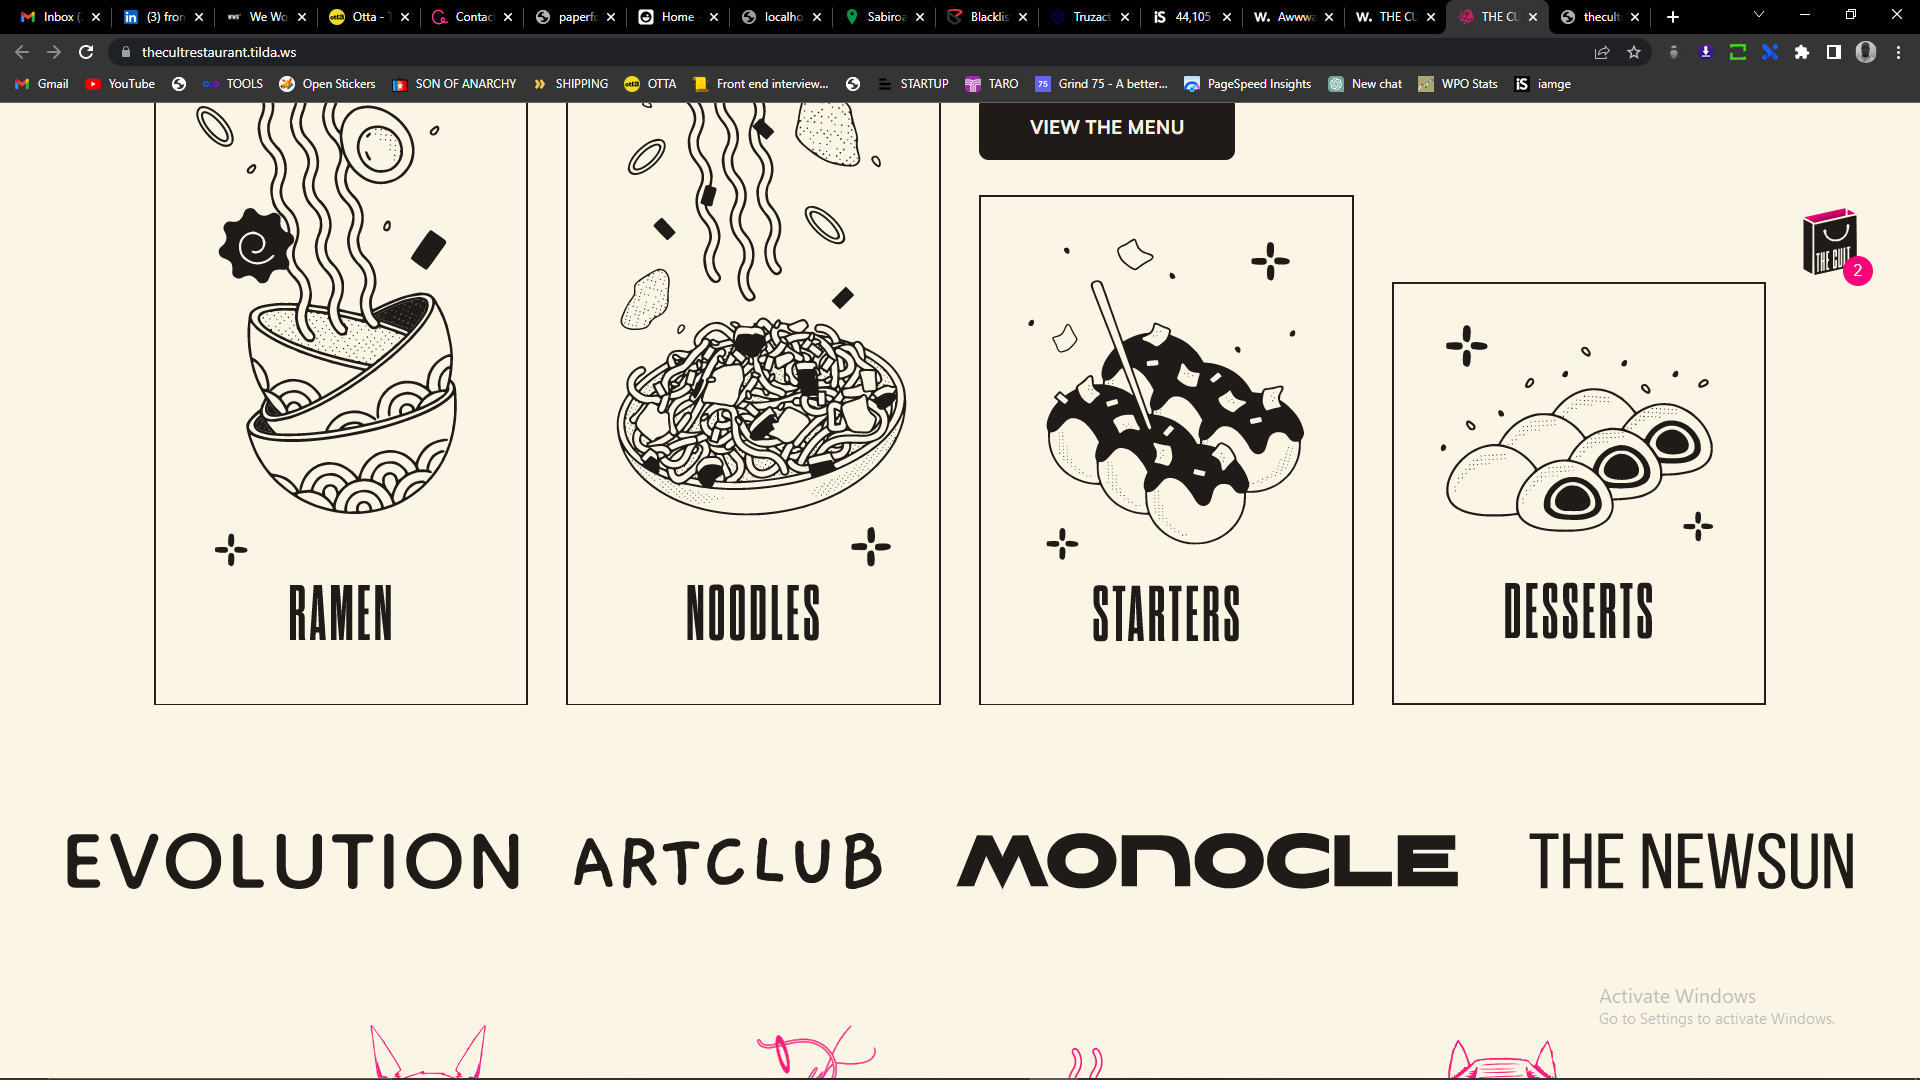 Inbox (
(3) fron
We Wo
Otta -
Contac
paperfo
Home -
localho
Sabiroa
Blacklis
Truzact
44,105
Awwwa
THE CU
THE CU
thecult
thecultrestaurant.tilda.ws
Gmail
YouTube
TOOLS
Open Stickers
SON OF ANARCHY
SHIPPING
OTTA
Front end interview...
STARTUP
TARO
Grind 75 - A better...
PageSpeed Insights
New chat
WPO Stats
iamge
VIEW THE MENU
THE CULT
2
RAMEN
NOODLES
STARTERS
DESSERTS
EVOLUTION
ARTCLUB
MONOCLE
THE NEWSUN
Activate Windows
Go to Settings to activate Windows.